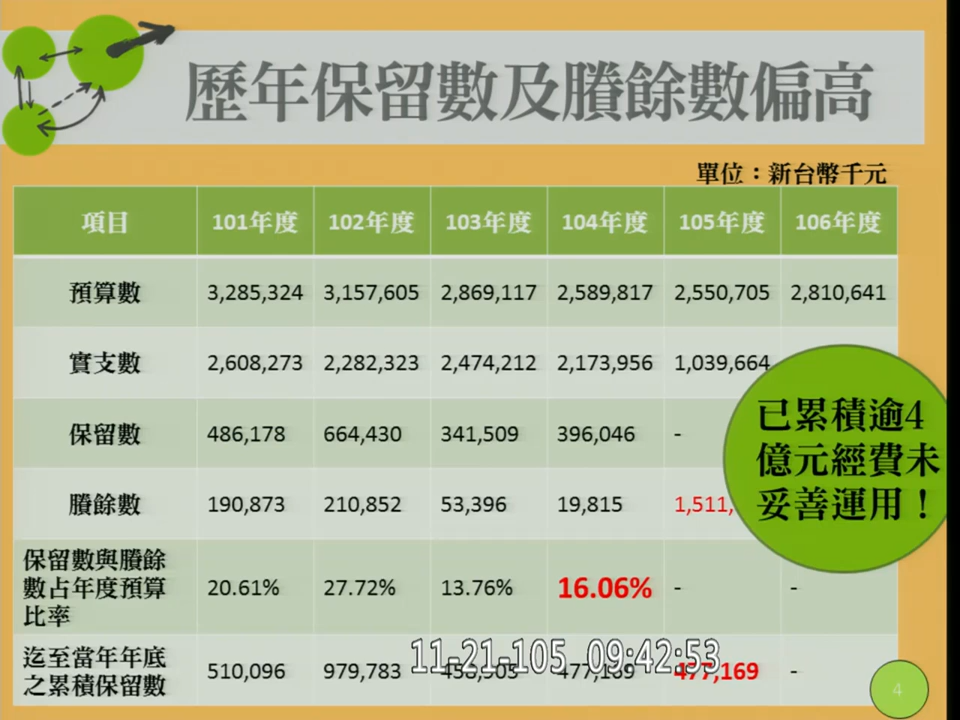 歷年保留數及賸餘數偏高
單位：新台幣千元
項目 101年度 102年度 103年度 104年度 105年度 106年度
預算數 3,285,324 3,157,605 2,869,117 2,589,817 2,550,705 2,810,641
實支數 2,608,273 2,282,323 2,474,212 2,173,956 1,039,664
保留數 486,178 664,430 341,509 396,046 -
賸餘數 190,873 210,852 53,396 19,815 1,511,
已累積逾4
億元經費未
妥善運用！
保留數與賸餘
數占年度預算
比率
20.61% 27.72% 13.76% 16.06% - -
迄至當年年底
之累積保留數
510,096 979,783 477,169 477,169 -
11-21-105 09:42:53
4